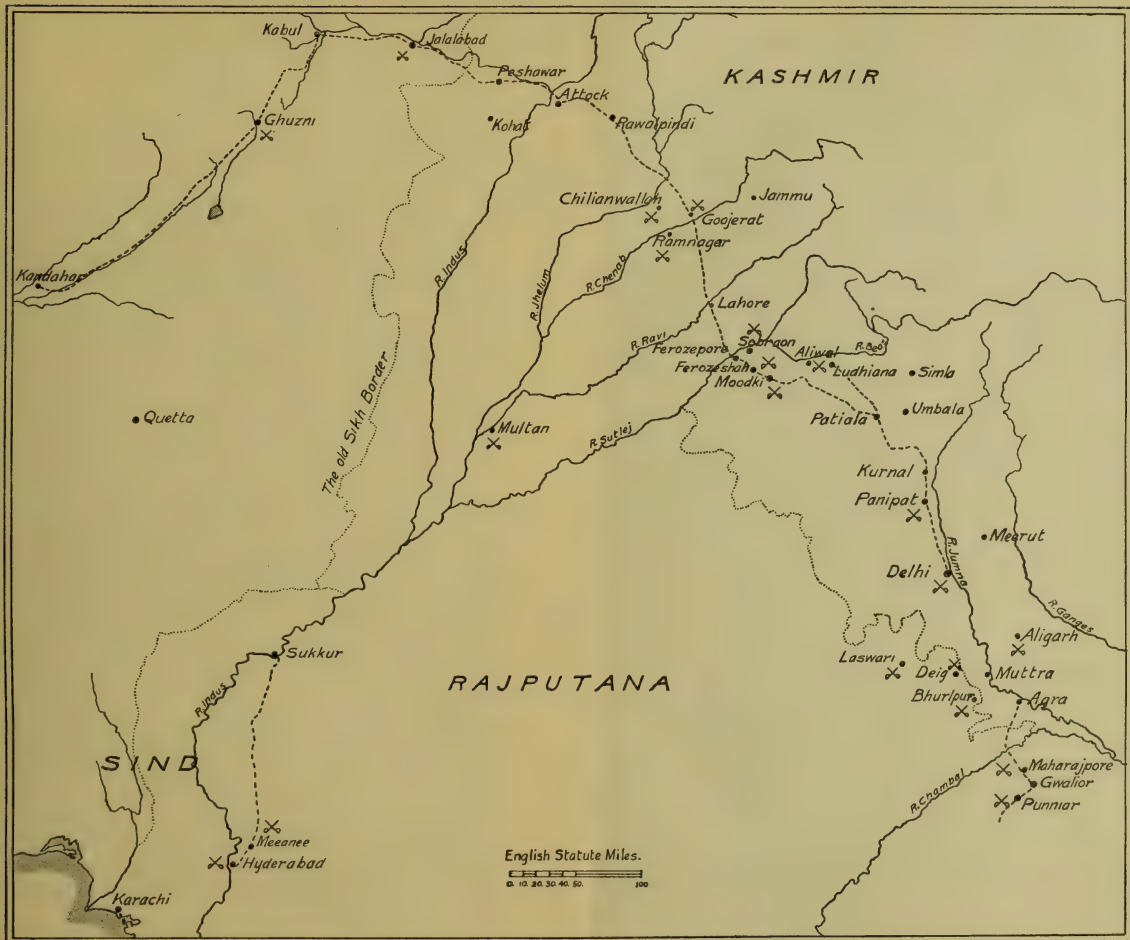 Kabul
Jalalabad
Peshawar
KASHMIR
Attock
Ghuzni
Kohat
Rawalpindi
Chilianwallah
Jammu
Goojerat
Ramnagar
Kandahar
R. Indus
R. Jhelum
R. Chenab
Lahore
R. Ravi
Sobraon
Ferozepore
Aliwal
R. Beas
Ferozeshah
Ludhiana
Simla
Moodki
The old Sikh Border
Quetta
Umbala
Patiala
Multan
R. Sutlej
Kurnal
Panipat
Meerut
Delhi
R. Jumna
R. Ganges
Aligarh
Sukkur
Laswari
Deig
Muttra
RAJPUTANA
Bhurtpur
Agra
R. Indus
SIND
Maharajpore
Gwalior
R. Chambal
Punniar
Meeanee
English Statute Miles.
Hyderabad
0. 10. 20. 30. 40. 50. 100
Karachi